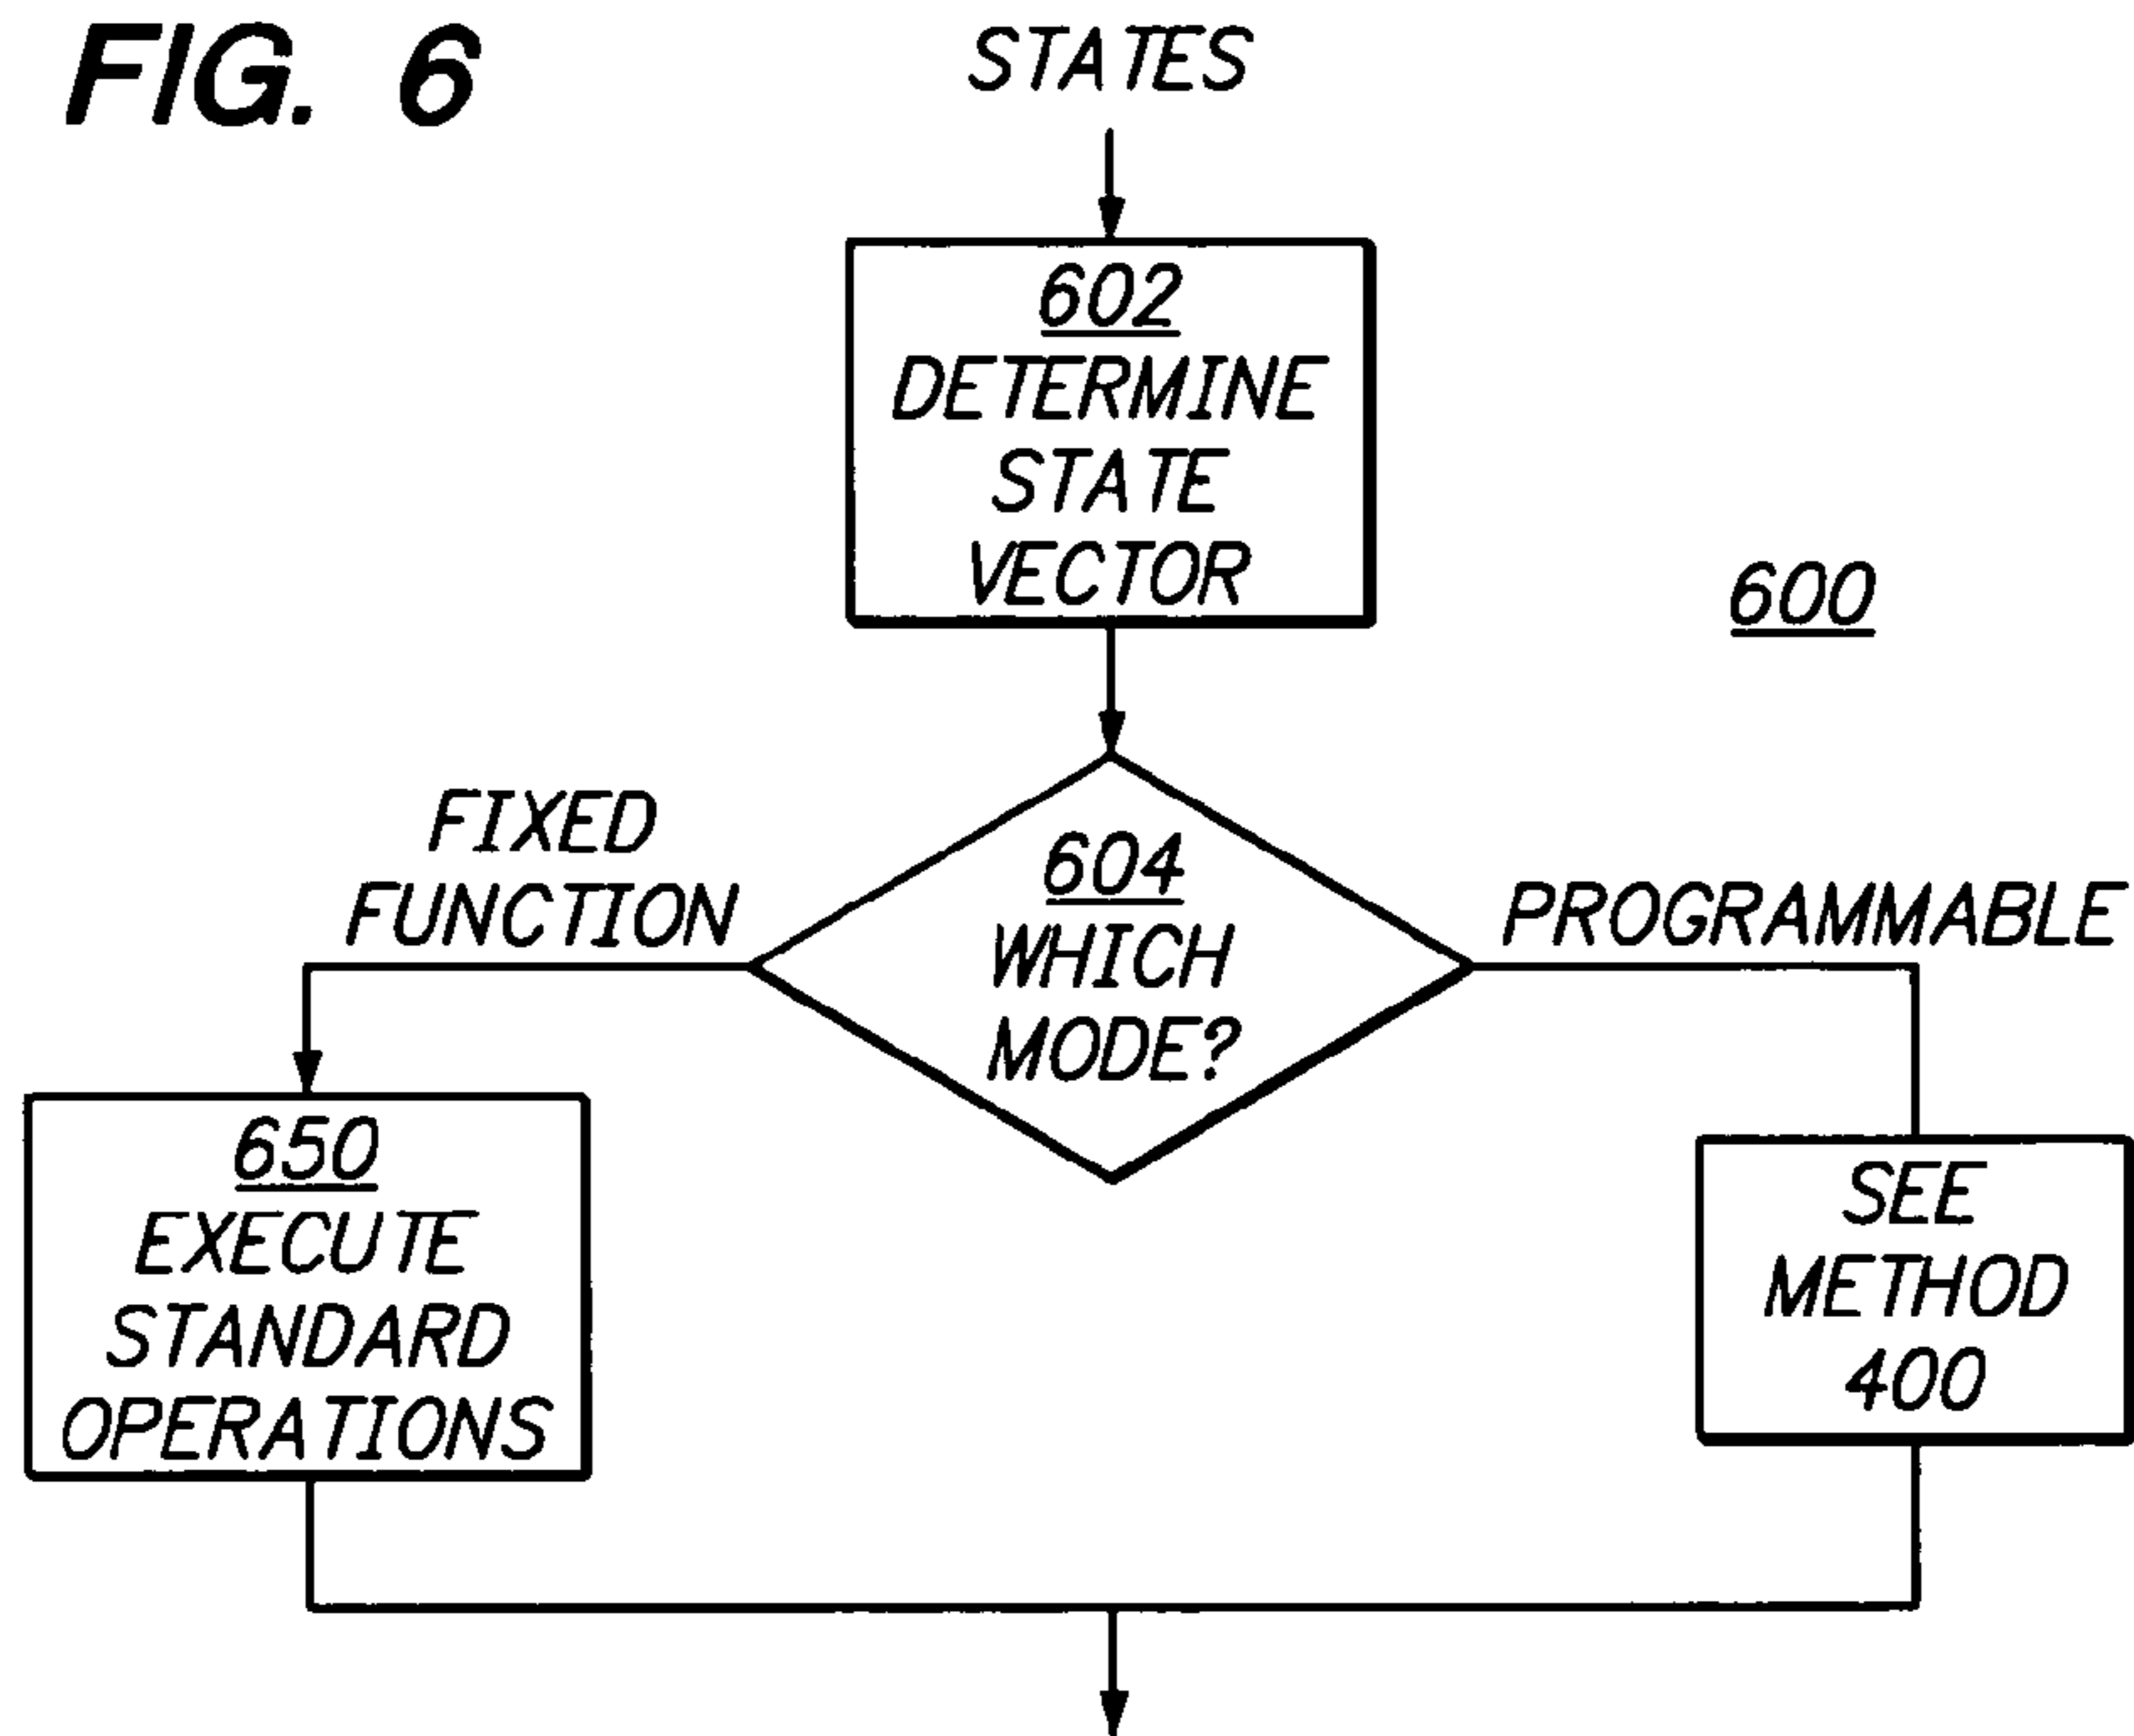 FIG. 6
STATES
602
DETERMINE
STATE
VECTOR
600
FIXED
FUNCTION
604
WHICH
MODE?
PROGRAMMABLE
650
EXECUTE
STANDARD
OPERATIONS
SEE
METHOD
400